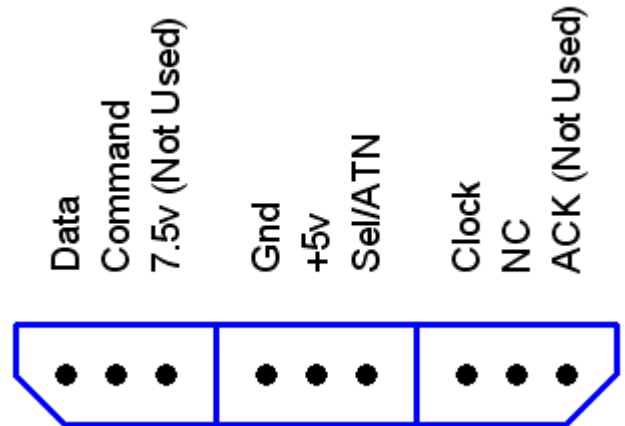 Data
Command
7.5v (Not Used)
Gnd
+5v
Sel/ATN
Clock
NC
ACK (Not Used)